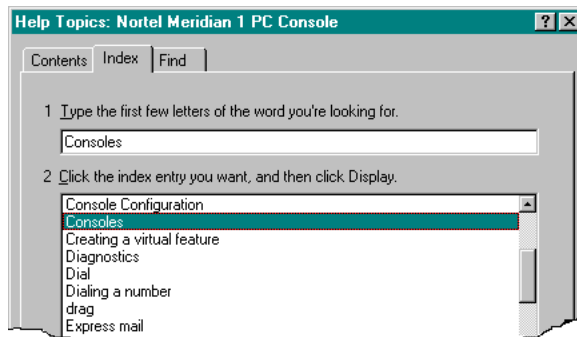 Help Topics: Nortel Meridian 1 PC Console
Contents Index Find
1 Type the first few letters of the word you're looking for.
Consoles
2 Click the index entry you want, and then click Display.
Console Configuration
Consoles
Creating a virtual feature
Diagnostics
Dial
Dialing a number
drag
Express mail